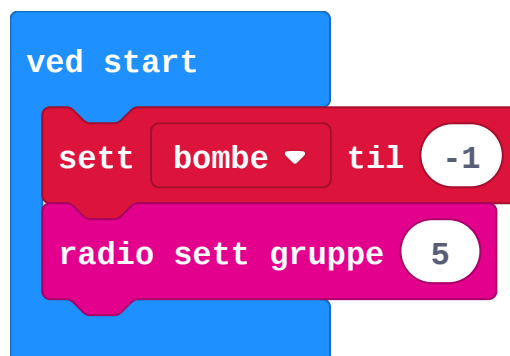 ved start
sett bombe til -1
radio sett gruppe 5